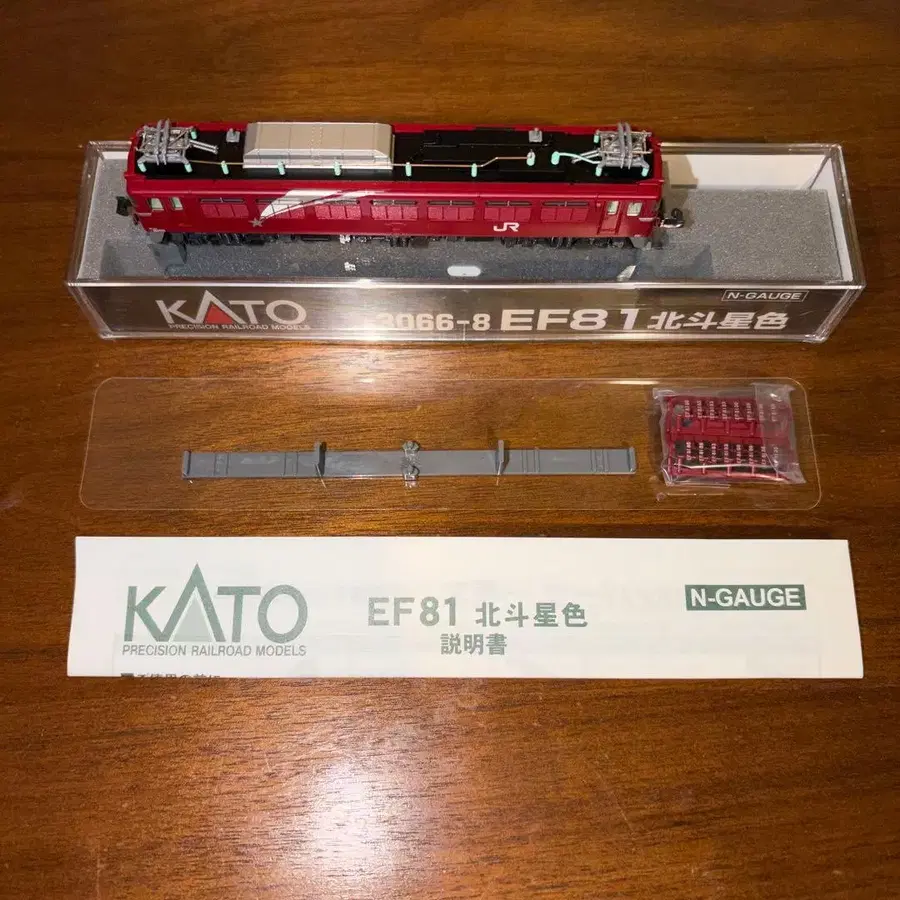 JR
KATO
PRECISION RAILROAD MODELS
3066-8 EF81 北斗星色
N-GAUGE
KATO
PRECISION RAILROAD MODELS
EF81 北斗星色
説明書
N-GAUGE